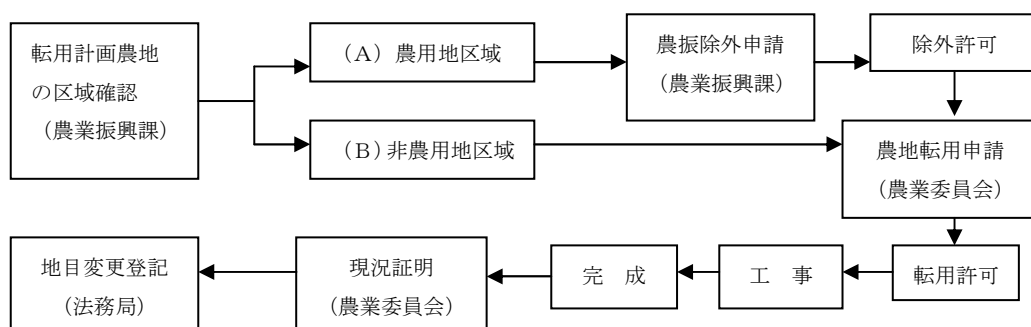 転用計画農地
の区域確認
(農業振興課)
(A)農用地区域
農振除外申請
(農業振興課)
除外許可
(B)非農用地区域
農地転用申請
(農業委員会)
転用許可
工 事
完 成
現況証明
(農業委員会)
地目変更登記
(法務局)